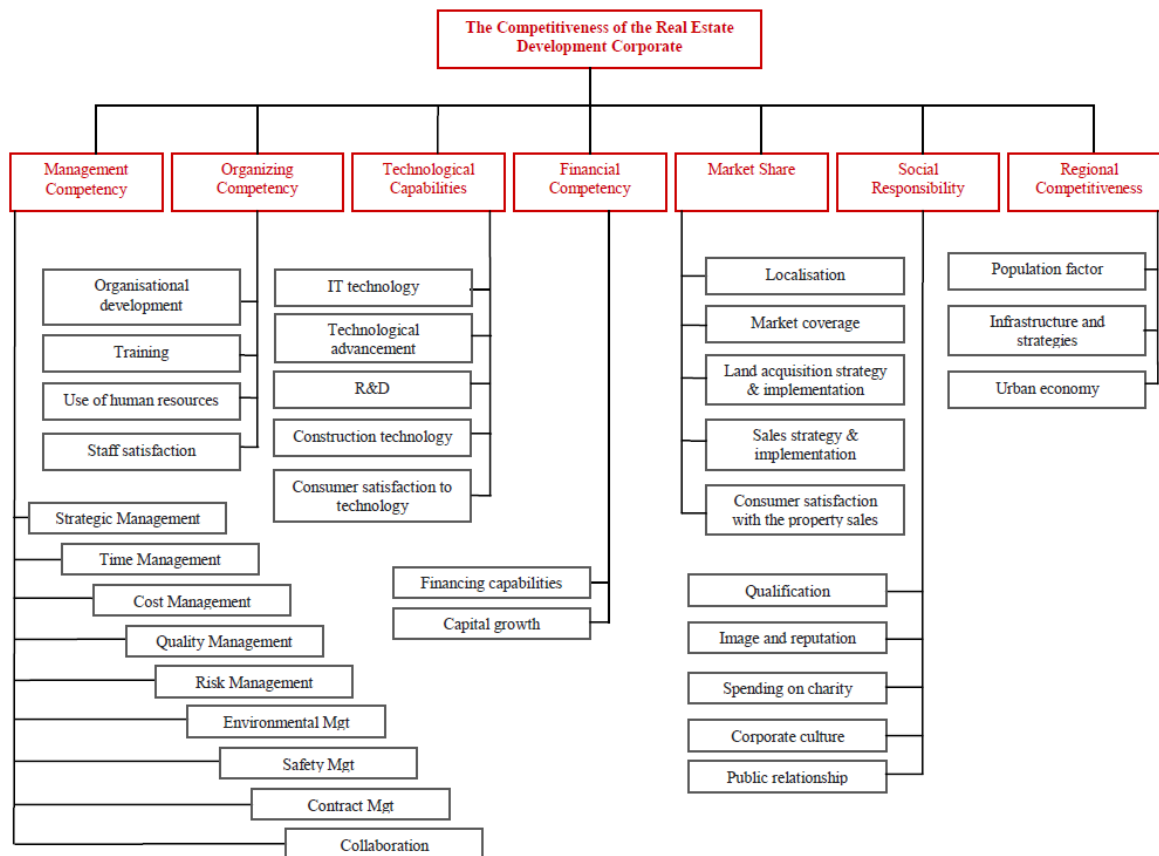 The Competitiveness of the Real Estate
Development Corporate
Management
Competency
Organizing
Competency
Technological
Capabilities
Financial
Competency
Market Share
Social
Responsibility
Regional
Competitiveness
Organisational
development
Training
Use of human resources
Staff satisfaction
IT technology
Technological
advancement
R&D
Construction technology
Consumer satisfaction to
technology
Localisation
Market coverage
Land acquisition strategy
& implementation
Sales strategy &
implementation
Consumer satisfaction
with the property sales
Population factor
Infrastructure and
strategies
Urban economy
Strategic Management
Time Management
Cost Management
Quality Management
Risk Management
Environmental Mgt
Safety Mgt
Contract Mgt
Collaboration
Financing capabilities
Capital growth
Qualification
Image and reputation
Spending on charity
Corporate culture
Public relationship